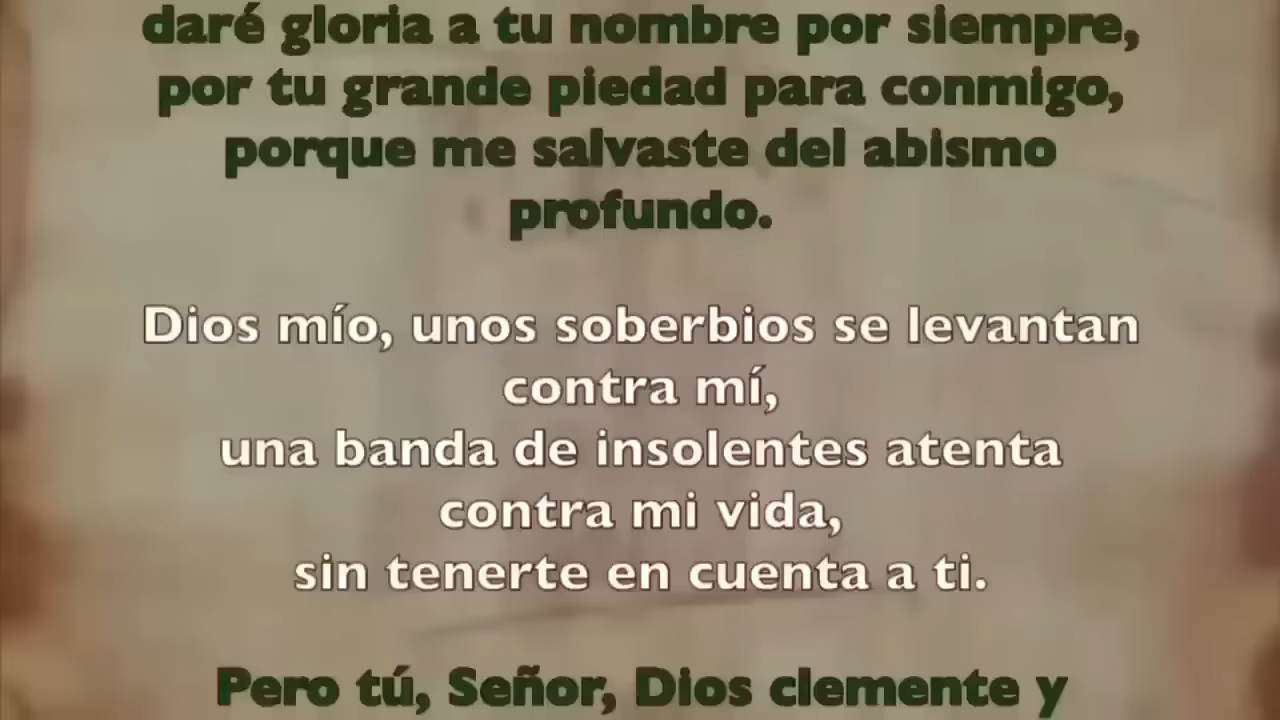 daré gloria a tu nombre por siempre,
por tu grande piedad para conmigo,
porque me salvaste del abismo
profundo.
Dios mío, unos soberbios se levantan
contra mí,
una banda de insolentes atenta
contra mi vida,
sin tenerte en cuenta a ti.
Pero tú, Señor, Dios clemente y